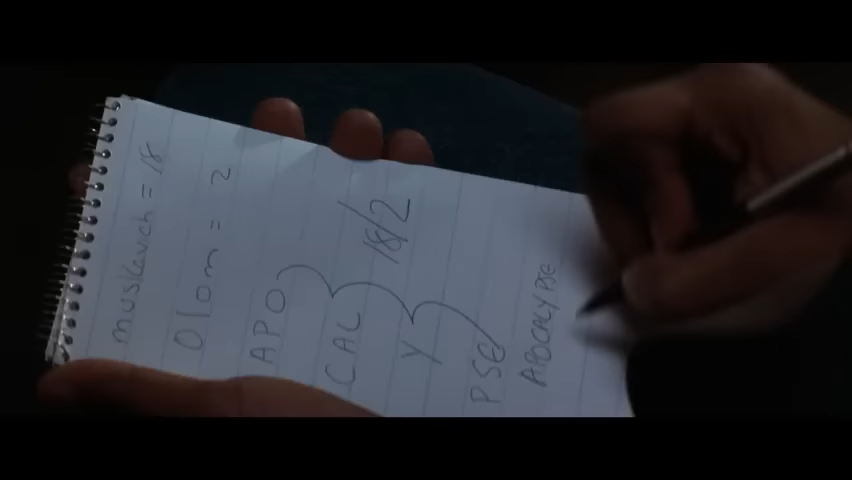 muskavich = 18
Olom = 2
APO
CAL 18/2
Y
PSE
APOCALYPSE